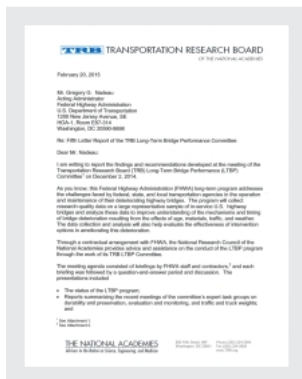 TRB TRANSPORTATION RESEARCH BOARD
OF THE NATIONAL ACADEMIES
February 20, 2015
Mr. Gregory G. Nadeau
Acting Administrator
Federal Highway Administration
U.S. Department of Transportation
1200 New Jersey Avenue, SE
HOA-1, Room E87-314
Washington, DC 20590-9898
Re: Fifth Letter Report of the TRB Long-Term Bridge Performance Committee
Dear Mr. Nadeau:
I am writing to report the findings and recommendations developed at the meeting of the
Transportation Research Board (TRB) Long-Term Bridge Performance (LTBP)
Committee¹ on December 2, 2014.
As you know, this Federal Highway Administration (FHWA) long-term program addresses
the challenges faced by federal, state, and local transportation agencies in the operation
and maintenance of their deteriorating highway bridges. The program will collect
research-quality data on a large representative sample of in-service U.S. highway
bridges and analyze these data to improve understanding of the mechanisms and timing
of bridge deterioration resulting from the effects of age, materials, traffic, and weather.
The data collection and analysis will also help evaluate the effectiveness of intervention
options in ameliorating this deterioration.
Through a contractual arrangement with FHWA, the National Research Council of the
National Academies provides advice and assistance on the conduct of the LTBP program
through the work of its TRB LTBP Committee.
The meeting agenda consisted of briefings by FHWA staff and contractors,² and each
briefing was followed by a question-and-answer period and discussion. The
presentations included
• The status of the LTBP program;
• Reports summarizing the recent meetings of the committee's expert task groups on
durability and preservation, evaluation and monitoring, and traffic and truck weights;
and
¹ See Attachment 1.
² See Attachment 2.
THE NATIONAL ACADEMIES
Advisers to the Nation on Science, Engineering, and Medicine